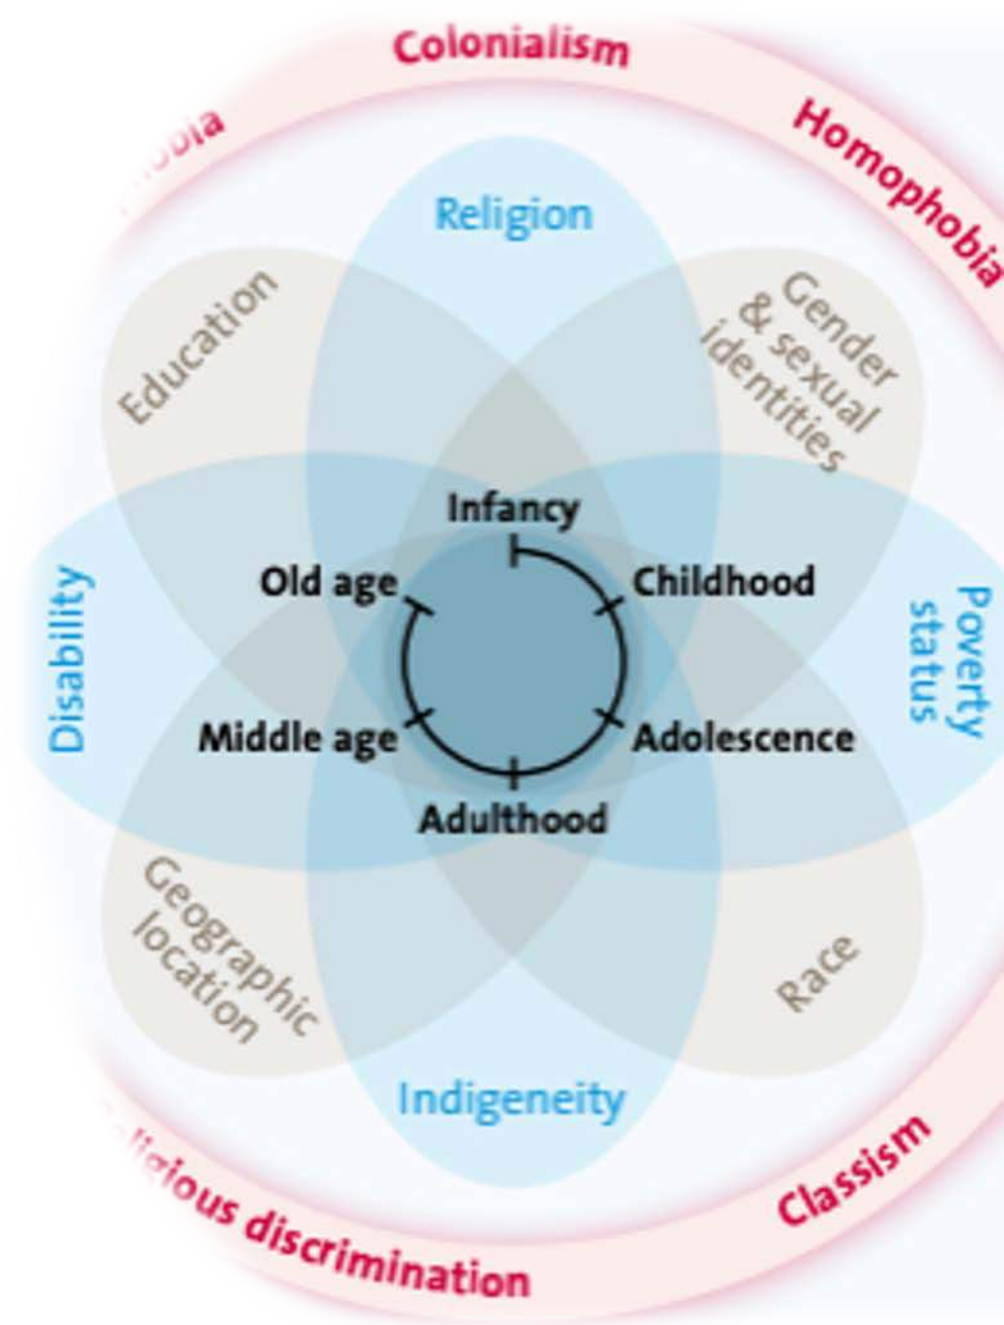 Colonialism
Homophobia
Religion
Education
Gender
& sexual
identities
Infancy
Old age
Childhood
Disability
Poverty
status
Middle age
Adolescence
Adulthood
Geographic
location
Race
Indigeneity
discrimination
Classism